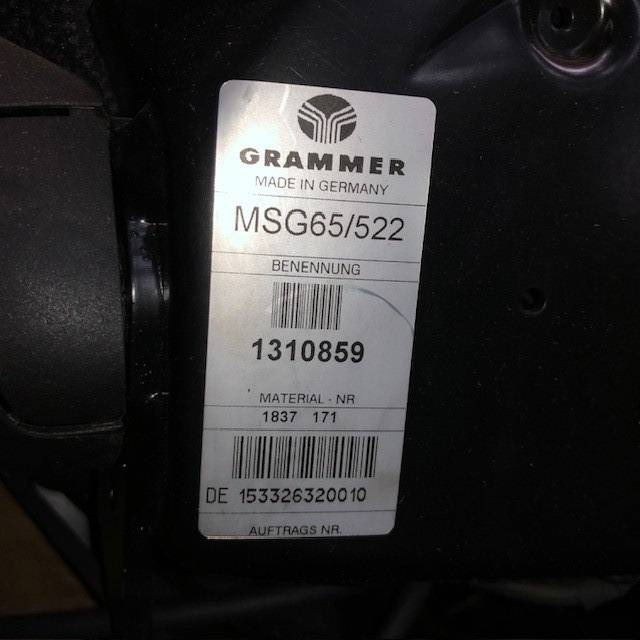 GRAMMER
MADE IN GERMANY
MSG65/522
BENENNUNG
1310859
MATERIAL - NR
1837 171
DE 153326320010
AUFTRAGS NR.